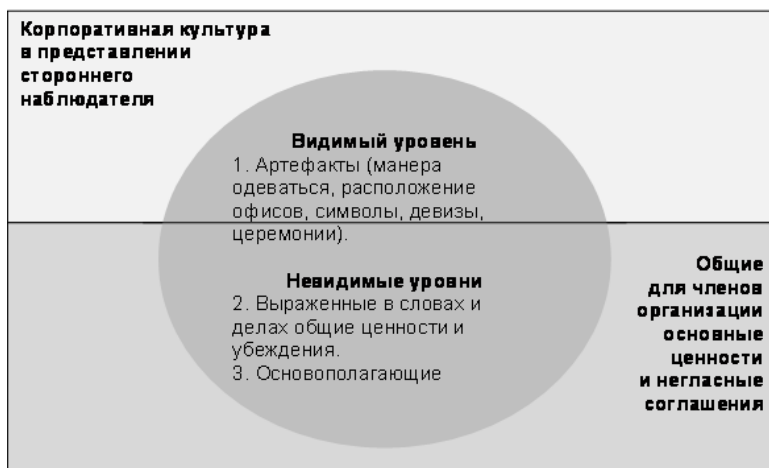 Корпоративная культура
в представлении
стороннего
наблюдателя
Видимый уровень
1. Артефакты (манера
одеваться, расположение
офисов, символы, девизы,
церемонии).
Невидимые уровни
2. Выраженные в словах и
делах общие ценности и
убеждения.
3. Основополагающие
Общие
для членов
организации
основные
ценности
и негласные
соглашения